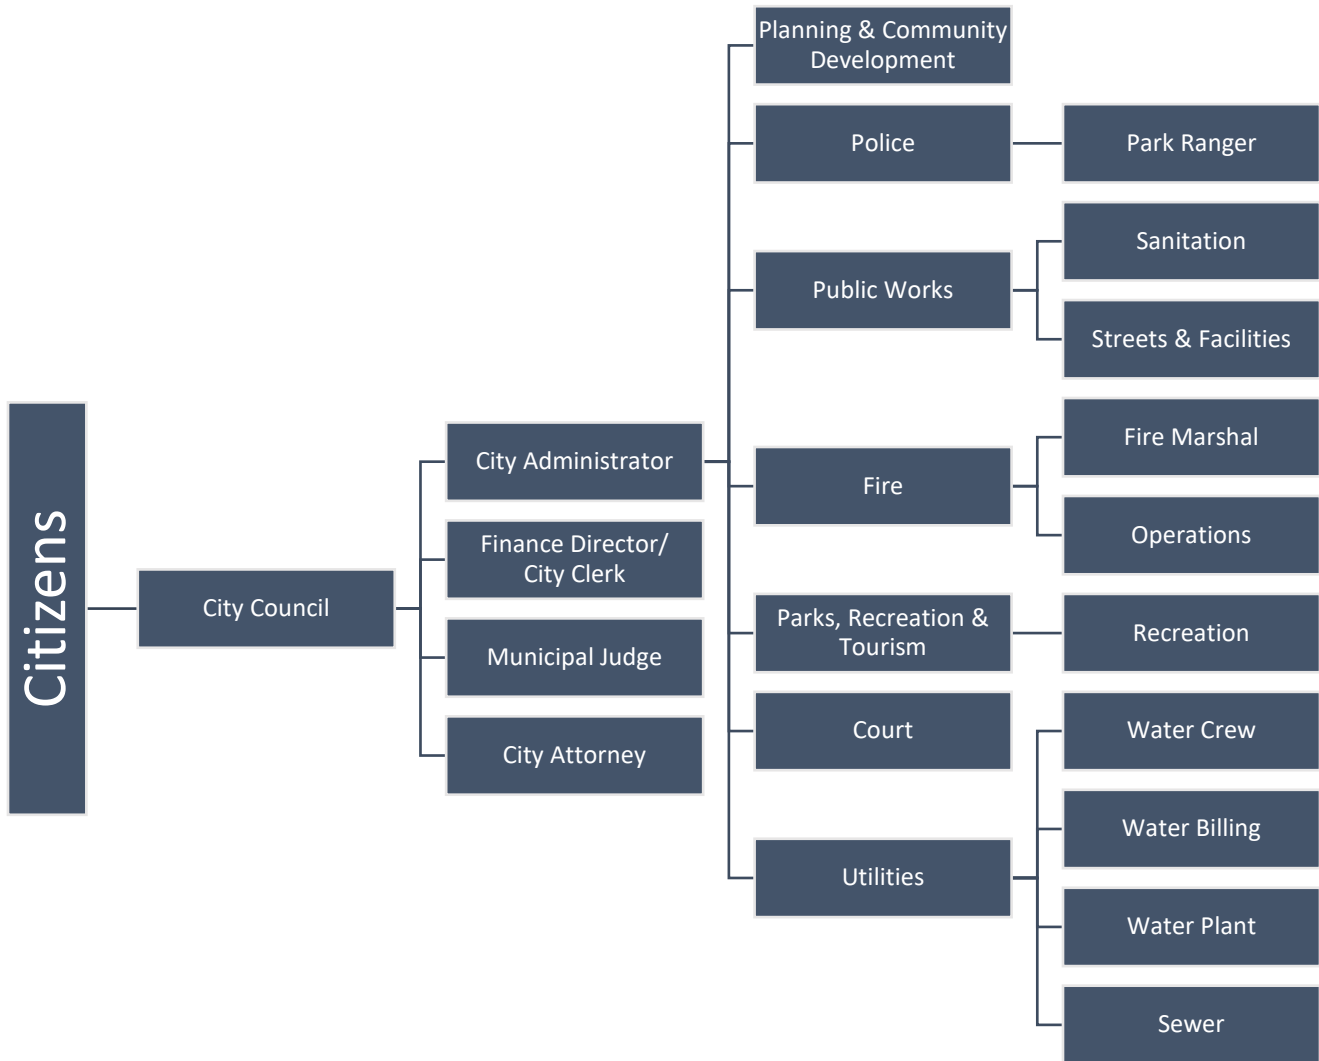 Citizens
City Council
City Administrator
Finance Director/
City Clerk
Municipal Judge
City Attorney
Planning & Community
Development
Police
Park Ranger
Public Works
Sanitation
Streets & Facilities
Fire
Fire Marshal
Operations
Parks, Recreation &
Tourism
Recreation
Court
Utilities
Water Crew
Water Billing
Water Plant
Sewer